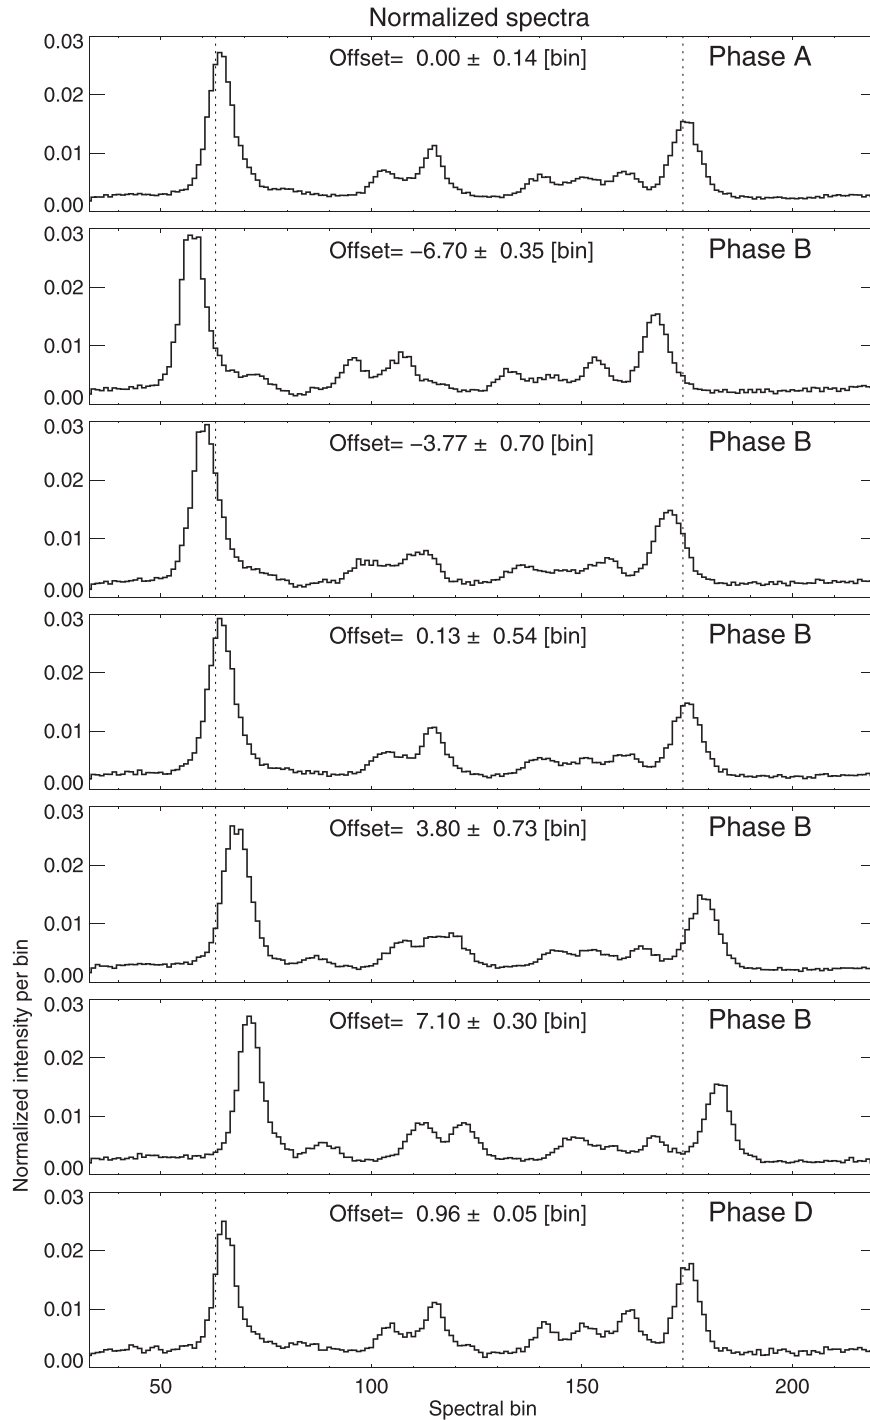 Normalized spectra
0.03
Offset= 0.00 ± 0.14 [bin]
Phase A
0.02
0.01
0.00
0.03
Offset= −6.70 ± 0.35 [bin]
Phase B
0.02
0.01
0.00
0.03
Offset= −3.77 ± 0.70 [bin]
Phase B
0.02
0.01
0.00
0.03
Offset= 0.13 ± 0.54 [bin]
Phase B
0.02
0.01
0.00
0.03
Offset= 3.80 ± 0.73 [bin]
Phase B
0.02
0.01
0.00
0.03
Offset= 7.10 ± 0.30 [bin]
Phase B
0.02
0.01
0.00
0.03
Offset= 0.96 ± 0.05 [bin]
Phase D
0.02
0.01
0.00
Normalized intensity per bin
50 100 150 200
Spectral bin